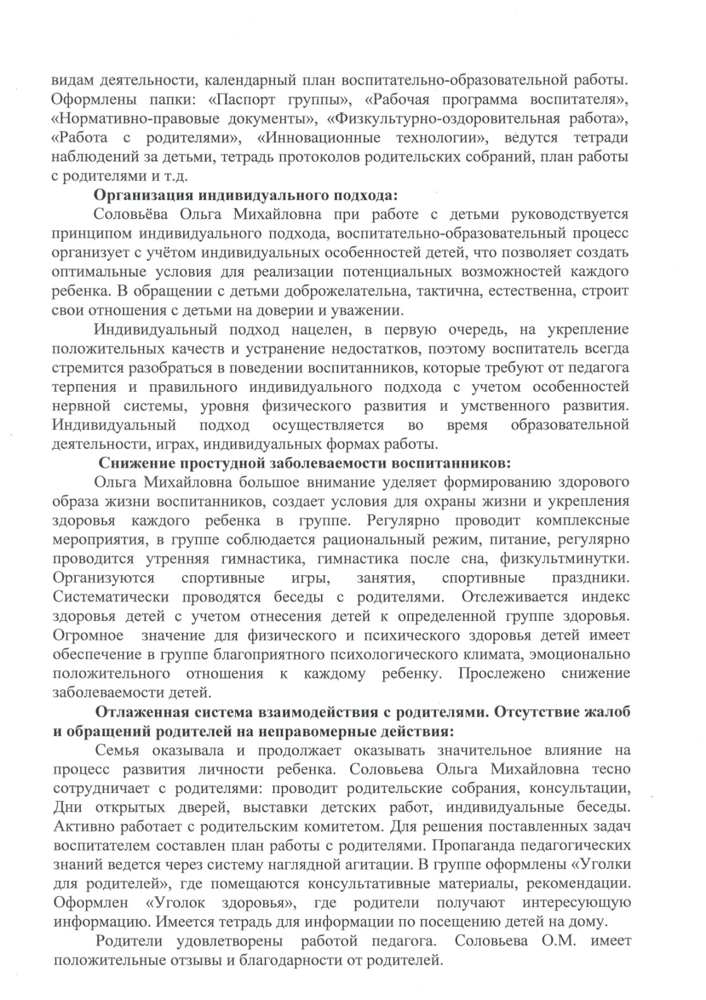 видам деятельности, календарный план воспитательно-образовательной работы.
Оформлены папки: «Паспорт группы», «Рабочая программа воспитателя»,
«Нормативно-правовые документы», «Физкультурно-оздоровительная работа»,
«Работа с родителями», «Инновационные технологии», ведутся тетради
наблюдений за детьми, тетрадь протоколов родительских собраний, план работы
с родителями и т.д.
Организация индивидуального подхода:
Соловьёва Ольга Михайловна при работе с детьми руководствуется
принципом индивидуального подхода, воспитательно-образовательный процесс
организует с учётом индивидуальных особенностей детей, что позволяет создать
оптимальные условия для реализации потенциальных возможностей каждого
ребенка. В обращении с детьми доброжелательна, тактична, естественна, строит
свои отношения с детьми на доверии и уважении.
Индивидуальный подход нацелен, в первую очередь, на укрепление
положительных качеств и устранение недостатков, поэтому воспитатель всегда
стремится разобраться в поведении воспитанников, которые требуют от педагога
терпения и правильного индивидуального подхода с учетом особенностей
нервной системы, уровня физического развития и умственного развития.
Индивидуальный подход осуществляется во время образовательной
деятельности, играх, индивидуальных формах работы.
Снижение простудной заболеваемости воспитанников:
Ольга Михайловна большое внимание уделяет формированию здорового
образа жизни воспитанников, создает условия для охраны жизни и укрепления
здоровья каждого ребенка в группе. Регулярно проводит комплексные
мероприятия, в группе соблюдается рациональный режим, питание, регулярно
проводится утренняя гимнастика, гимнастика после сна, физкультминутки.
Организуются спортивные игры, занятия, спортивные праздники.
Систематически проводятся беседы с родителями. Отслеживается индекс
здоровья детей с учетом отнесения детей к определенной группе здоровья.
Огромное значение для физического и психического здоровья детей имеет
обеспечение в группе благоприятного психологического климата, эмоционально
положительного отношения к каждому ребенку. Прослежено снижение
заболеваемости детей.
Отлаженная система взаимодействия с родителями. Отсутствие жалоб
и обращений родителей на неправомерные действия:
Семья оказывала и продолжает оказывать значительное влияние на
процесс развития личности ребенка. Соловьева Ольга Михайловна тесно
сотрудничает с родителями: проводит родительские собрания, консультации,
Дни открытых дверей, выставки детских работ, индивидуальные беседы.
Активно работает с родительским комитетом. Для решения поставленных задач
воспитателем составлен план работы с родителями. Пропаганда педагогических
знаний ведется через систему наглядной агитации. В группе оформлены «Уголки
для родителей», где помещаются консультативные материалы, рекомендации.
Оформлен «Уголок здоровья», где родители получают интересующую
информацию. Имеется тетрадь для информации по посещению детей на дому.
Родители удовлетворены работой педагога. Соловьева О.М. имеет
положительные отзывы и благодарности от родителей.